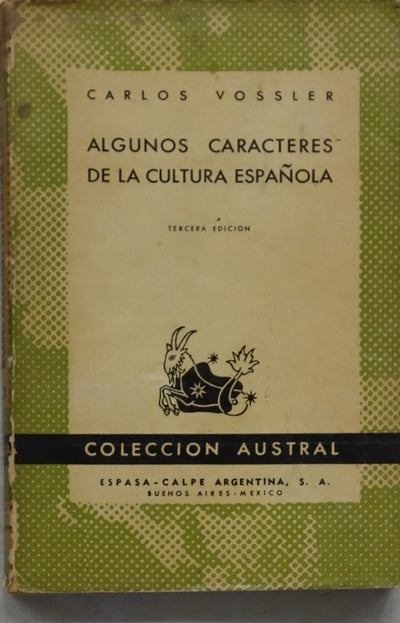 CARLOS VOSSLER
ALGUNOS CARACTERES
DE LA CULTURA ESPAÑOLA
TERCERA EDICION
COLECCION AUSTRAL
ESPASA-CALPE ARGENTINA, S. A.
BUENOS AIRES-MEXICO